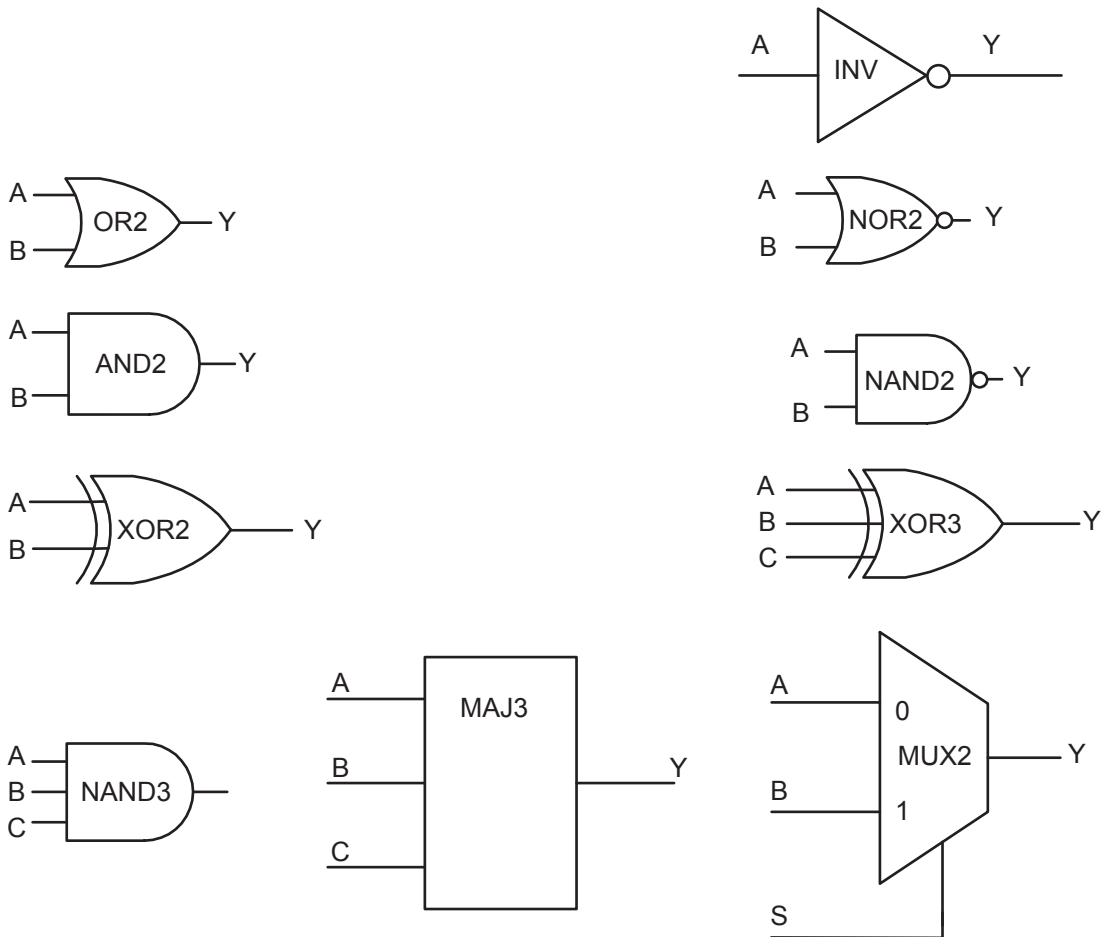 A INV Y
A OR2 Y
B
A NOR2 Y
B
A AND2 Y
B
A NAND2 Y
B
A XOR2 Y
B
A
B XOR3 Y
C
A
B NAND3
C
A MAJ3
B Y
C
A 0
MUX2 Y
B 1
S